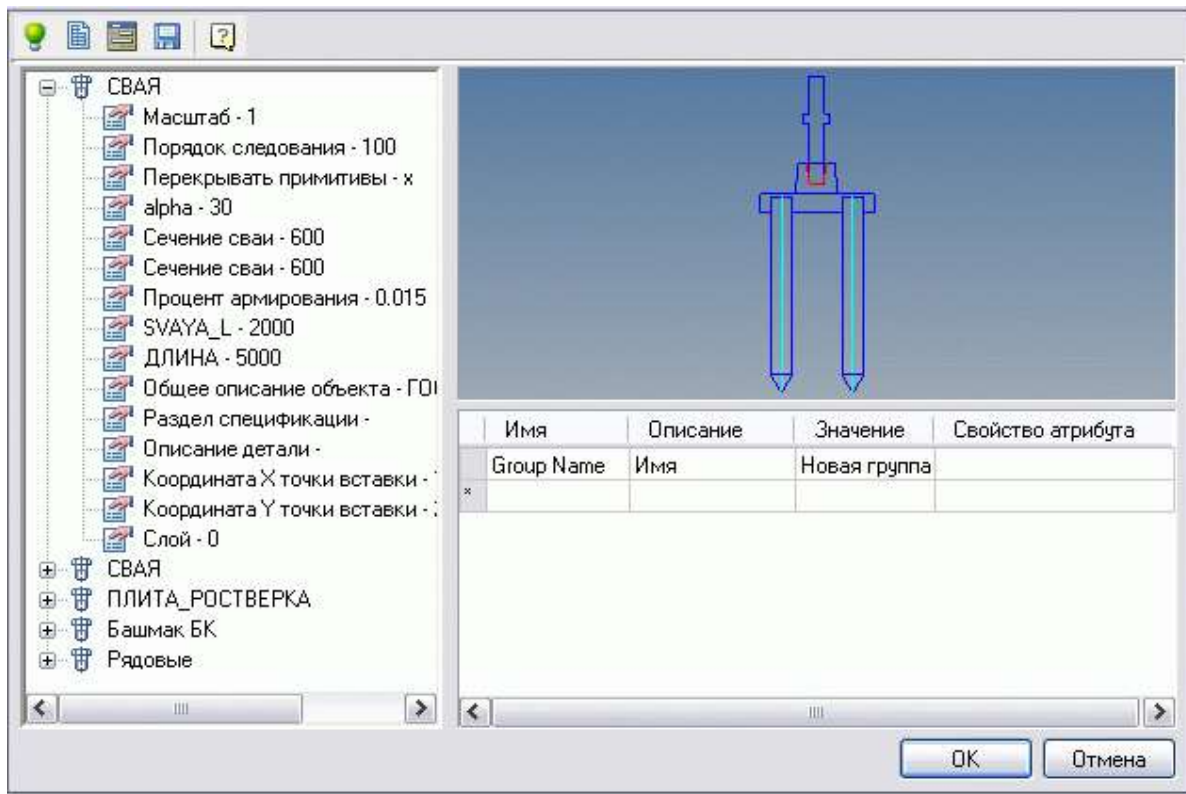 СВАЯ
Масштаб - 1
Порядок следования - 100
Перекрывать примитивы - х
alpha - 30
Сечение сваи - 600
Сечение сваи - 600
Процент армирования - 0.015
SVAYA_L - 2000
ДЛИНА - 5000
Общее описание объекта -
Раздел спецификации -
Описание детали -
Координата X точки вставки -
Координата Y точки вставки -
Слой - 0
СВАЯ
ПЛИТА_РОСТВЕРКА
Башмак БК
Рядовые
Имя Описание Значение Свойство атрибута
Group Name Имя Новая группа
OK Отмена